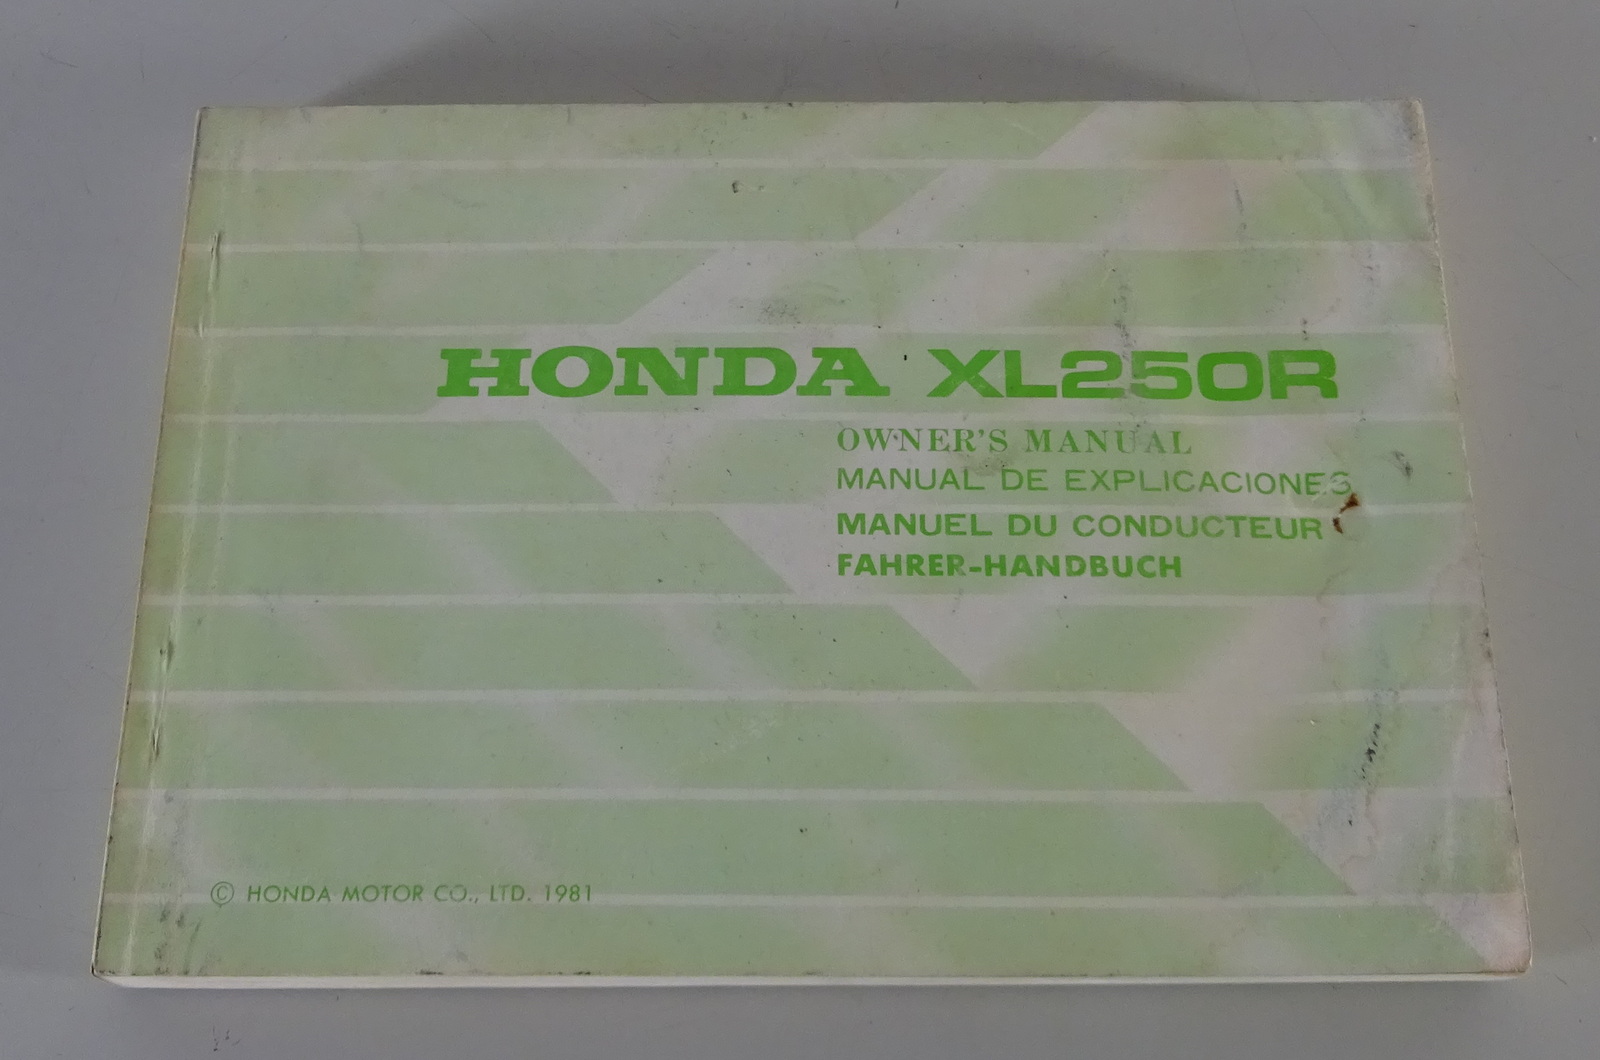 HONDA XL250R
OWNER'S MANUAL
MANUAL DE EXPLICACIONES
MANUEL DU CONDUCTEUR
FAHRER-HANDBUCH
© HONDA MOTOR CO., LTD. 1981